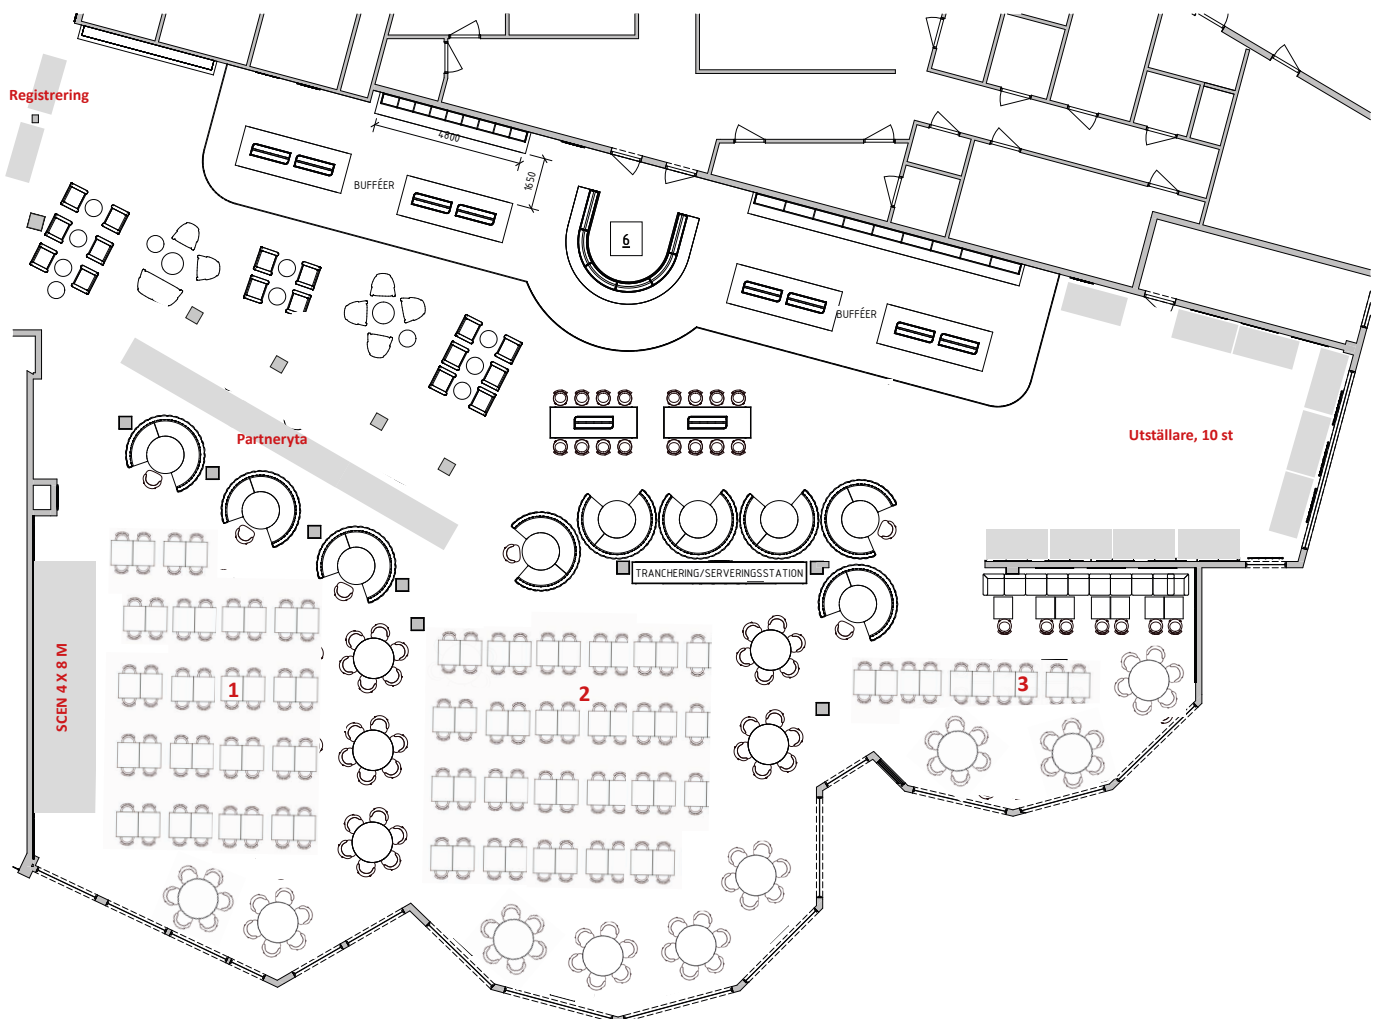 Registrering
4800
1650
BUFFÉER
6
BUFFÉER
Partneryta
Utställare, 10 st
TRANCHERING/SERVERINGSSTATION
SCEN 4 X 8 M
1
2
3